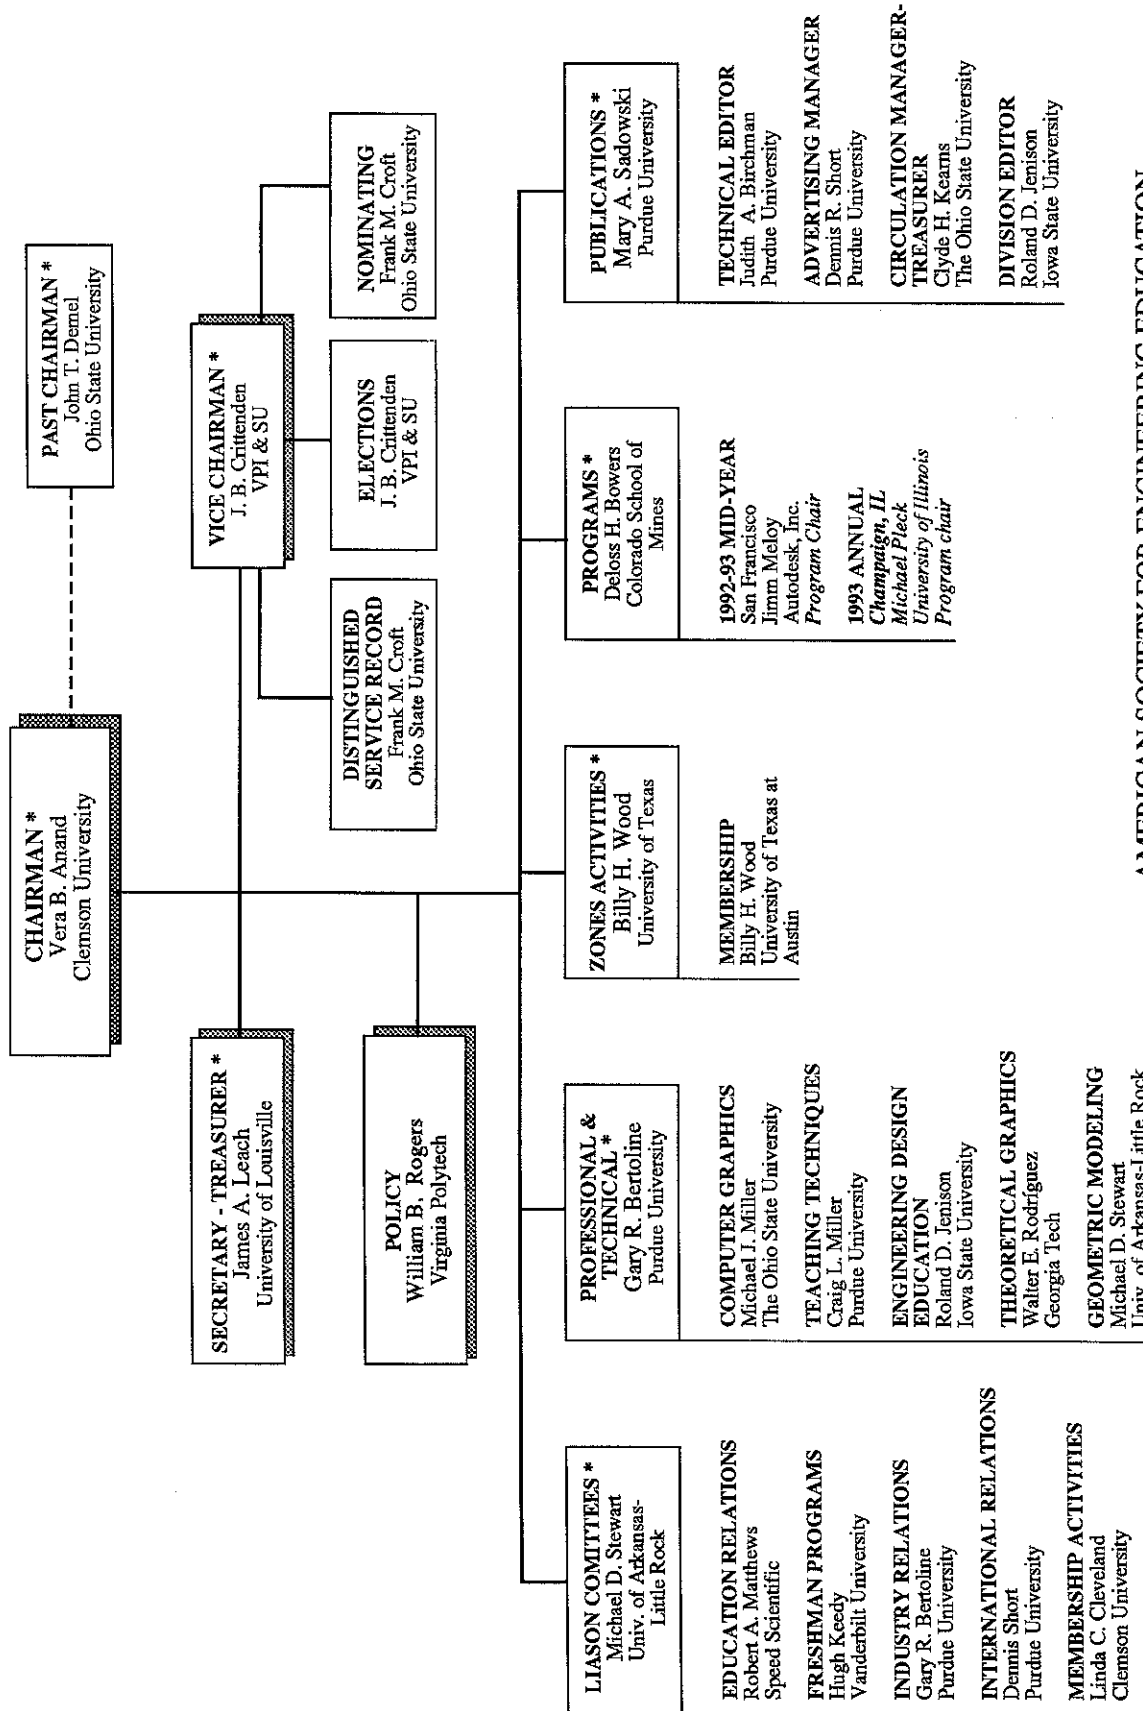 CHAIRMAN *
Vera B. Anand
Clemson University
PAST CHAIRMAN *
John T. Demel
Ohio State University
SECRETARY - TREASURER *
James A. Leach
University of Louisville
VICE CHAIRMAN *
J. B. Crittenden
VPI & SU
POLICY
William B, Rogers
Virginia Polytech
DISTINGUISHED
SERVICE RECORD
Frank M. Croft
Ohio State University
ELECTIONS
J. B. Crittenden
VPI & SU
NOMINATING
Frank M. Croft
Ohio State University
LIASON COMITTEES *
Michael D. Stewart
Univ. of Arkansas-
Little Rock
EDUCATION RELATIONS
Robert A. Matthews
Speed Scientific
FRESHMAN PROGRAMS
Hugh Keedy
Vanderbilt University
INDUSTRY RELATIONS
Gary R. Bertoline
Purdue University
INTERNATIONAL RELATIONS
Dennis Short
Purdue University
MEMBERSHIP ACTIVITIES
Linda C. Cleveland
Clemson University
PROFESSIONAL &
TECHNICAL *
Gary R. Bertoline
Purdue University
COMPUTER GRAPHICS
Michael J. Miller
The Ohio State University
TEACHING TECHNIQUES
Craig L. Miller
Purdue University
ENGINEERING DESIGN
EDUCATION
Roland D. Jenison
Iowa State University
THEORETICAL GRAPHICS
Walter E. Rodríguez
Georgia Tech
GEOMETRIC MODELING
Michael D. Stewart
Univ. of Arkansas-Little Rock
ZONES ACTIVITIES *
Billy H. Wood
University of Texas
MEMBERSHIP
Billy H. Wood
University of Texas at
Austin
PROGRAMS *
Deloss H. Bowers
Colorado School of
Mines
1992-93 MID-YEAR
San Francisco
Jimm Meloy
Autodesk, Inc.
Program Chair
1993 ANNUAL
Champaign, IL
Michael Pleck
University of Illinois
Program chair
PUBLICATIONS *
Mary A. Sadowski
Purdue University
TECHNICAL EDITOR
Judith A. Birchman
Purdue University
ADVERTISING MANAGER
Dennis R. Short
Purdue University
CIRCULATION MANAGER-
TREASURER
Clyde H. Kearns
The Ohio State University
DIVISION EDITOR
Roland D. Jenison
Iowa State University
AMERICAN SOCIETY FOR ENGINEERING EDUCATION